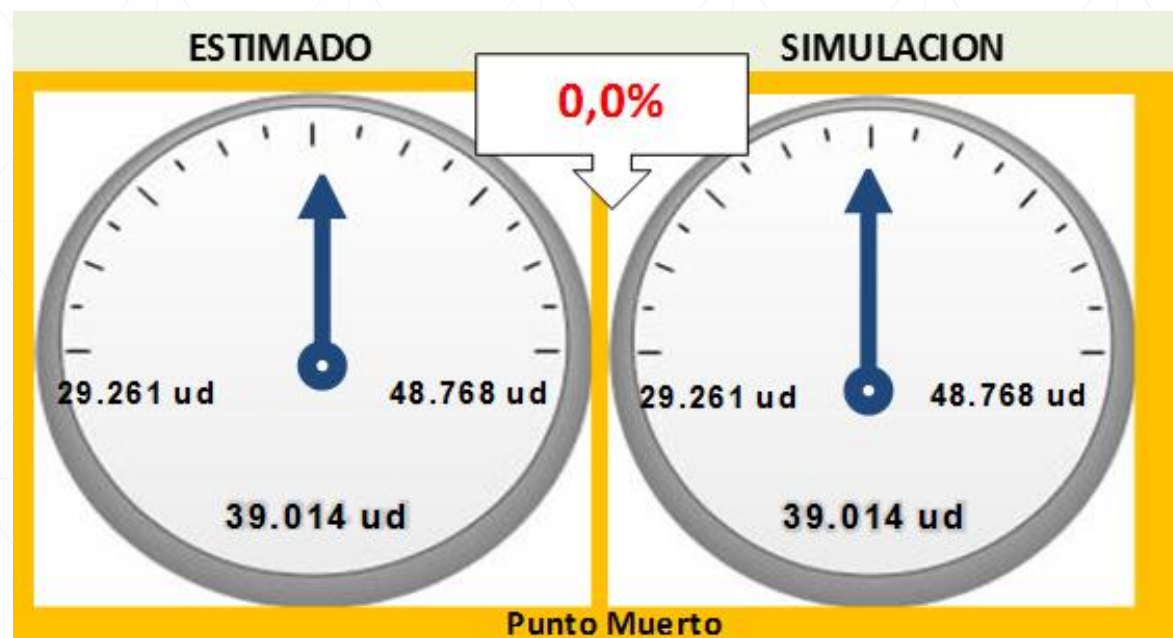 ESTIMADO
SIMULACION
0,0%
29.261 ud
48.768 ud
39.014 ud
29.261 ud
48.768 ud
39.014 ud
Punto Muerto